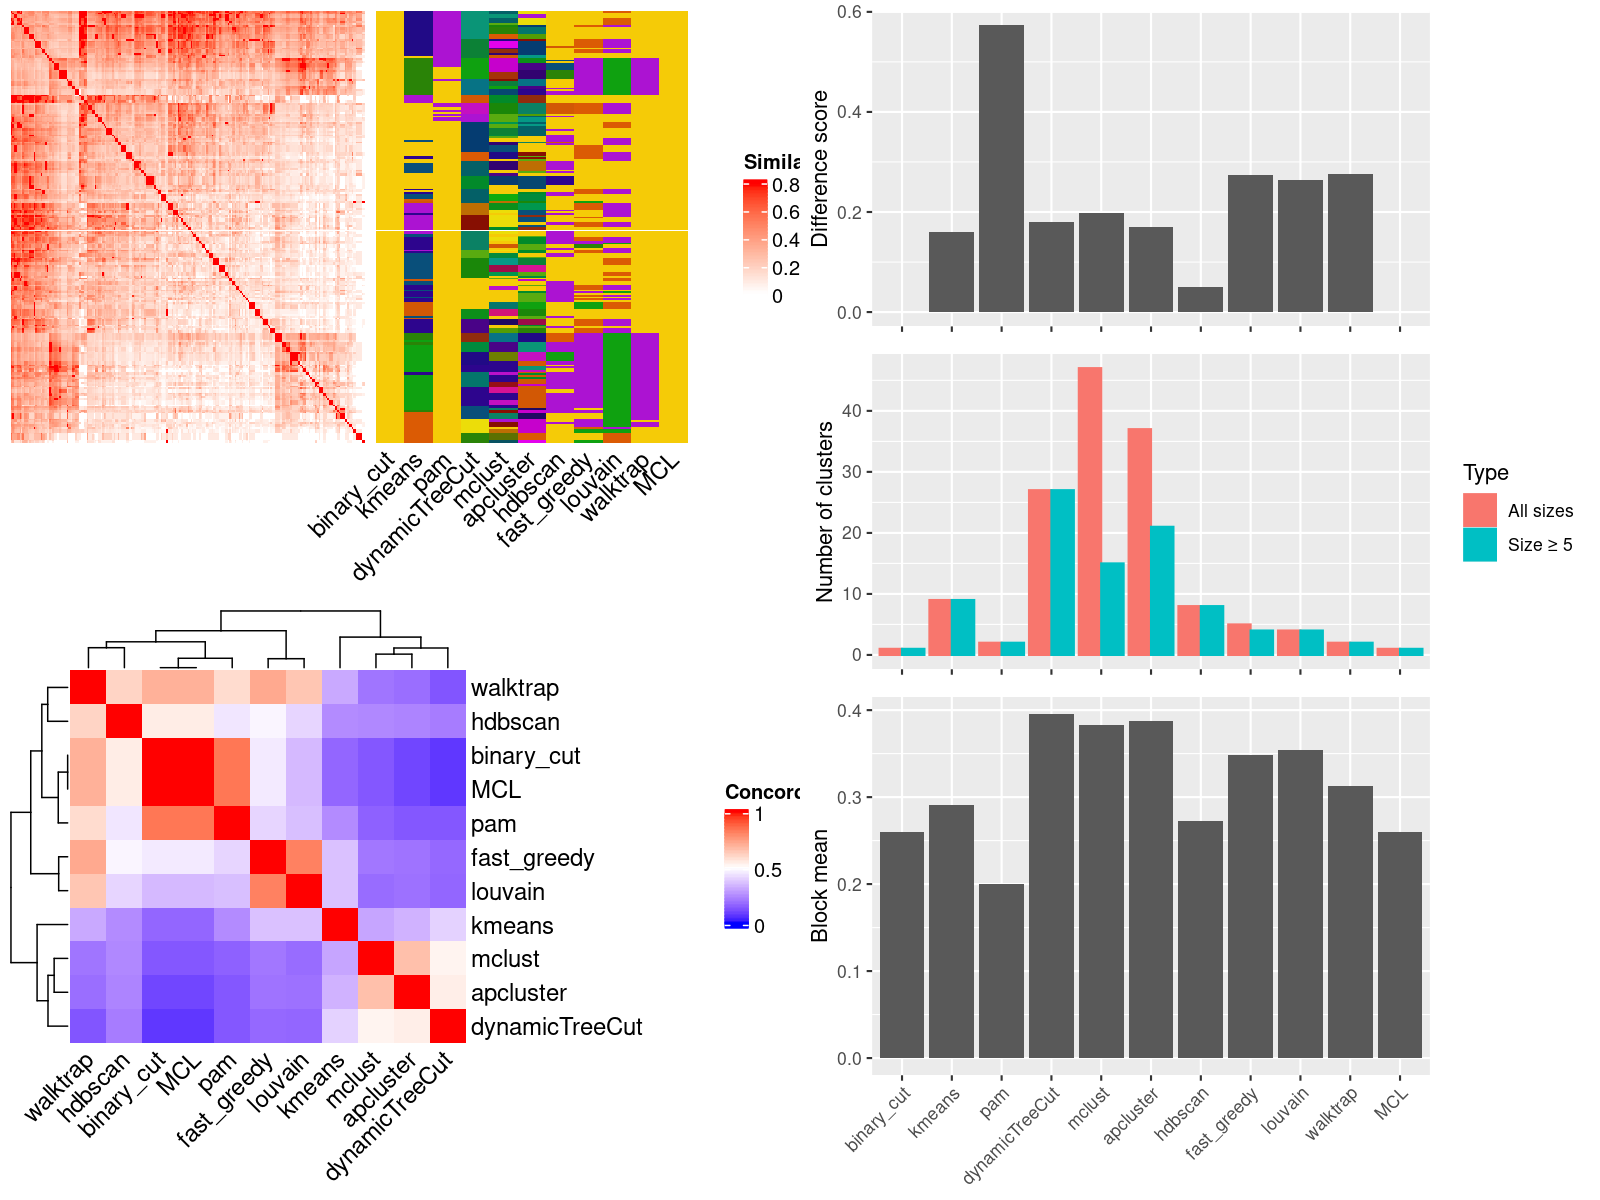 Simila
0.8
0.6
0.4
0.2
0
binary_cut
kmeans
pam
dynamicTreeCut
mclust
apcluster
hdbscan
fast_greedy
louvain
walktrap
MCL
walktrap
hdbscan
binary_cut
MCL
pam
fast_greedy
louvain
kmeans
mclust
apcluster
dynamicTreeCut
walktrap
hdbscan
binary_cut
MCL
pam
fast_greedy
louvain
kmeans
mclust
apcluster
dynamicTreeCut
Concord
1
0.5
0
Difference score
0.6
0.4
0.2
0.0
Number of clusters
40
30
20
10
0
Type
All sizes
Size ≥ 5
Block mean
0.4
0.3
0.2
0.1
0.0
binary_cut
kmeans
pam
dynamicTreeCut
mclust
apcluster
hdbscan
fast_greedy
louvain
walktrap
MCL